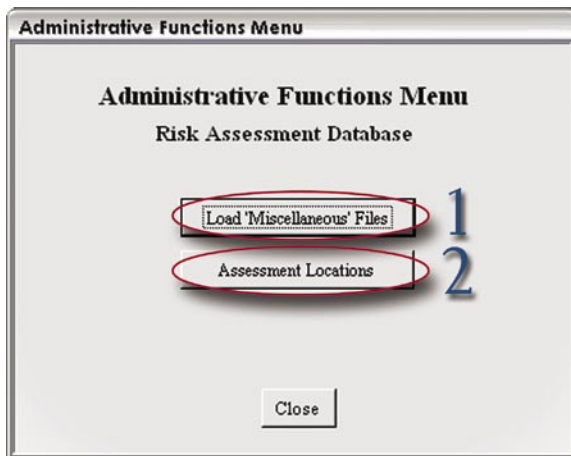 Administrative Functions Menu
Administrative Functions Menu
Risk Assessment Database
Load 'Miscellaneous' Files
1
Assessment Locations
2
Close